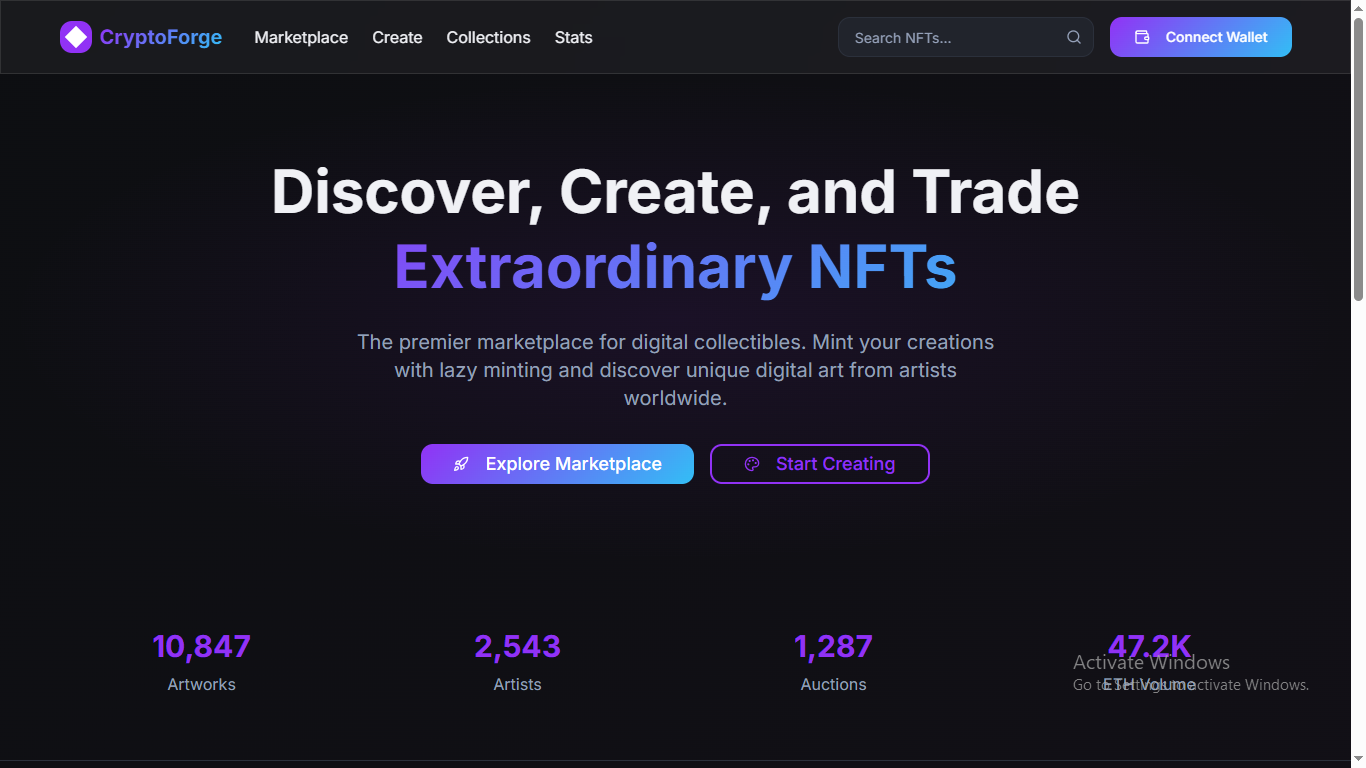 CryptoForge
Marketplace
Create
Collections
Stats
Search NFTs...
Connect Wallet
Discover, Create, and Trade
Extraordinary NFTs
The premier marketplace for digital collectibles. Mint your creations
with lazy minting and discover unique digital art from artists
worldwide.
Explore Marketplace
Start Creating
10,847
Artworks
2,543
Artists
1,287
Auctions
47.2K
ETH Volume
Activate Windows
Go to Settings to activate Windows.